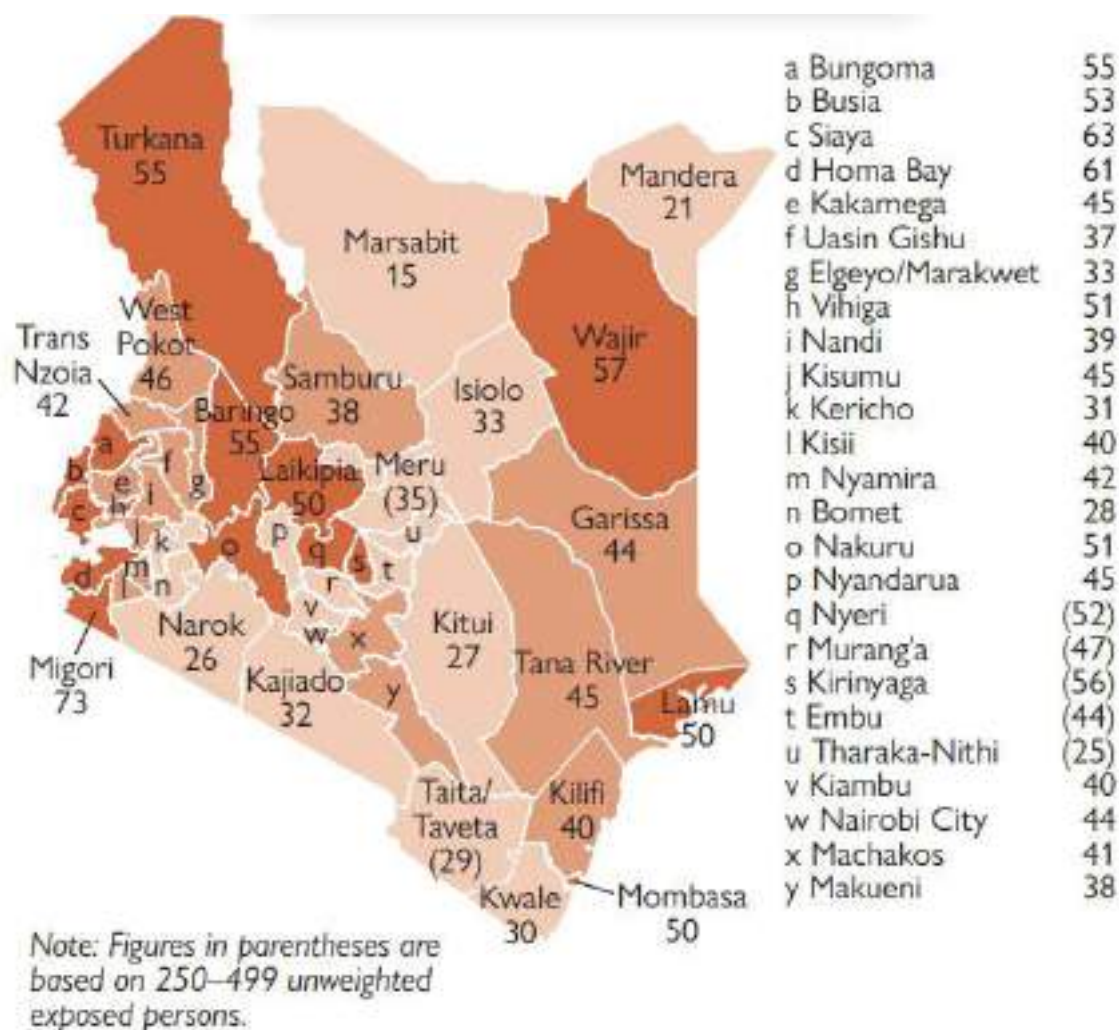 Turkana
55
Marsabit
15
Mandera
21
Wajir
57
West
Pokot
46
Trans
Nzoia
42
Samburu
38
Isiolo
33
Baringo
55
Laikipia
50
Meru
(35)
Garissa
44
a
b
c
d
e
f
g
h
i
j
k
l
m
n
o
p
q
r
s
t
u
v
w
x
y
Narok
26
Migori
73
Kajiado
32
Kitui
27
Tana River
45
Lamu
50
Taita/
Taveta
(29)
Kilifi
40
Kwale
30
Mombasa
50
a Bungoma 55
b Busia 53
c Siaya 63
d Homa Bay 61
e Kakamega 45
f Uasin Gishu 37
g Elgeyo/Marakwet 33
h Vihiga 51
i Nandi 39
j Kisumu 45
k Kericho 31
l Kisii 40
m Nyamira 42
n Bomet 28
o Nakuru 51
p Nyandarua 45
q Nyeri (52)
r Murang'a (47)
s Kirinyaga (56)
t Embu (44)
u Tharaka-Nithi (25)
v Kiambu 40
w Nairobi City 44
x Machakos 41
y Makueni 38
Note: Figures in parentheses are
based on 250–499 unweighted
exposed persons.